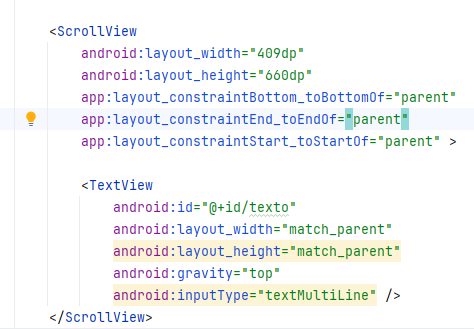 <ScrollView
android:layout_width="409dp"
android:layout_height="660dp"
app:layout_constraintBottom_toBottomOf="parent"
app:layout_constraintEnd_toEndOf="parent"
app:layout_constraintStart_toStartOf="parent" >
<TextView
android:id="@+id/texto"
android:layout_width="match_parent"
android:layout_height="match_parent"
android:gravity="top"
android:inputType="textMultiLine" />
</ScrollView>